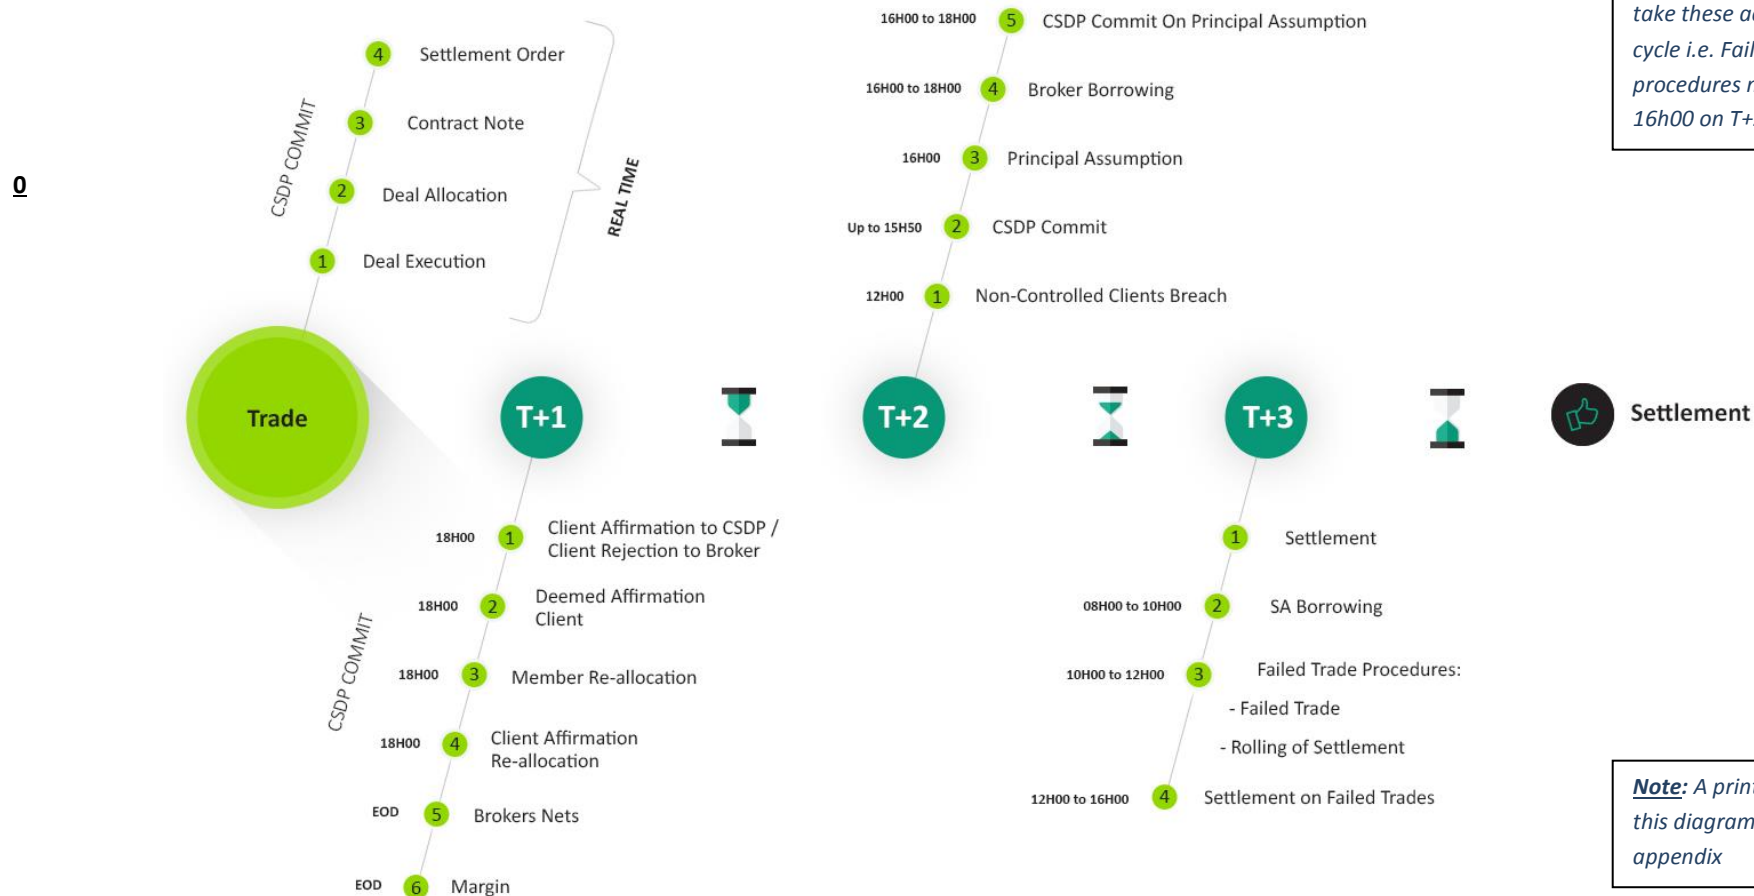 0
4 Settlement Order
3 Contract Note
2 Deal Allocation
1 Deal Execution
CSDP COMMIT
REAL TIME
16H00 to 18H00 5 CSDP Commit On Principal Assumption
16H00 to 18H00 4 Broker Borrowing
16H00 3 Principal Assumption
Up to 15H50 2 CSDP Commit
12H00 1 Non-Controlled Clients Breach
take these
cycle i.e.
procedures
16h00 on
Trade
T+1
T+2
T+3
Settlement
18H00 1 Client Affirmation to CSDP /
Client Rejection to Broker
18H00 2 Deemed Affirmation
Client
18H00 3 Member Re-allocation
18H00 4 Client Affirmation
Re-allocation
EOD 5 Brokers Nets
EOD 6 Margin
CSDP COMMIT
1 Settlement
08H00 to 10H00 2 SA Borrowing
10H00 to 12H00 3 Failed Trade Procedures:
- Failed Trade
- Rolling of Settlement
12H00 to 16H00 4 Settlement on Failed Trades
Note: A
this diagram
appendix